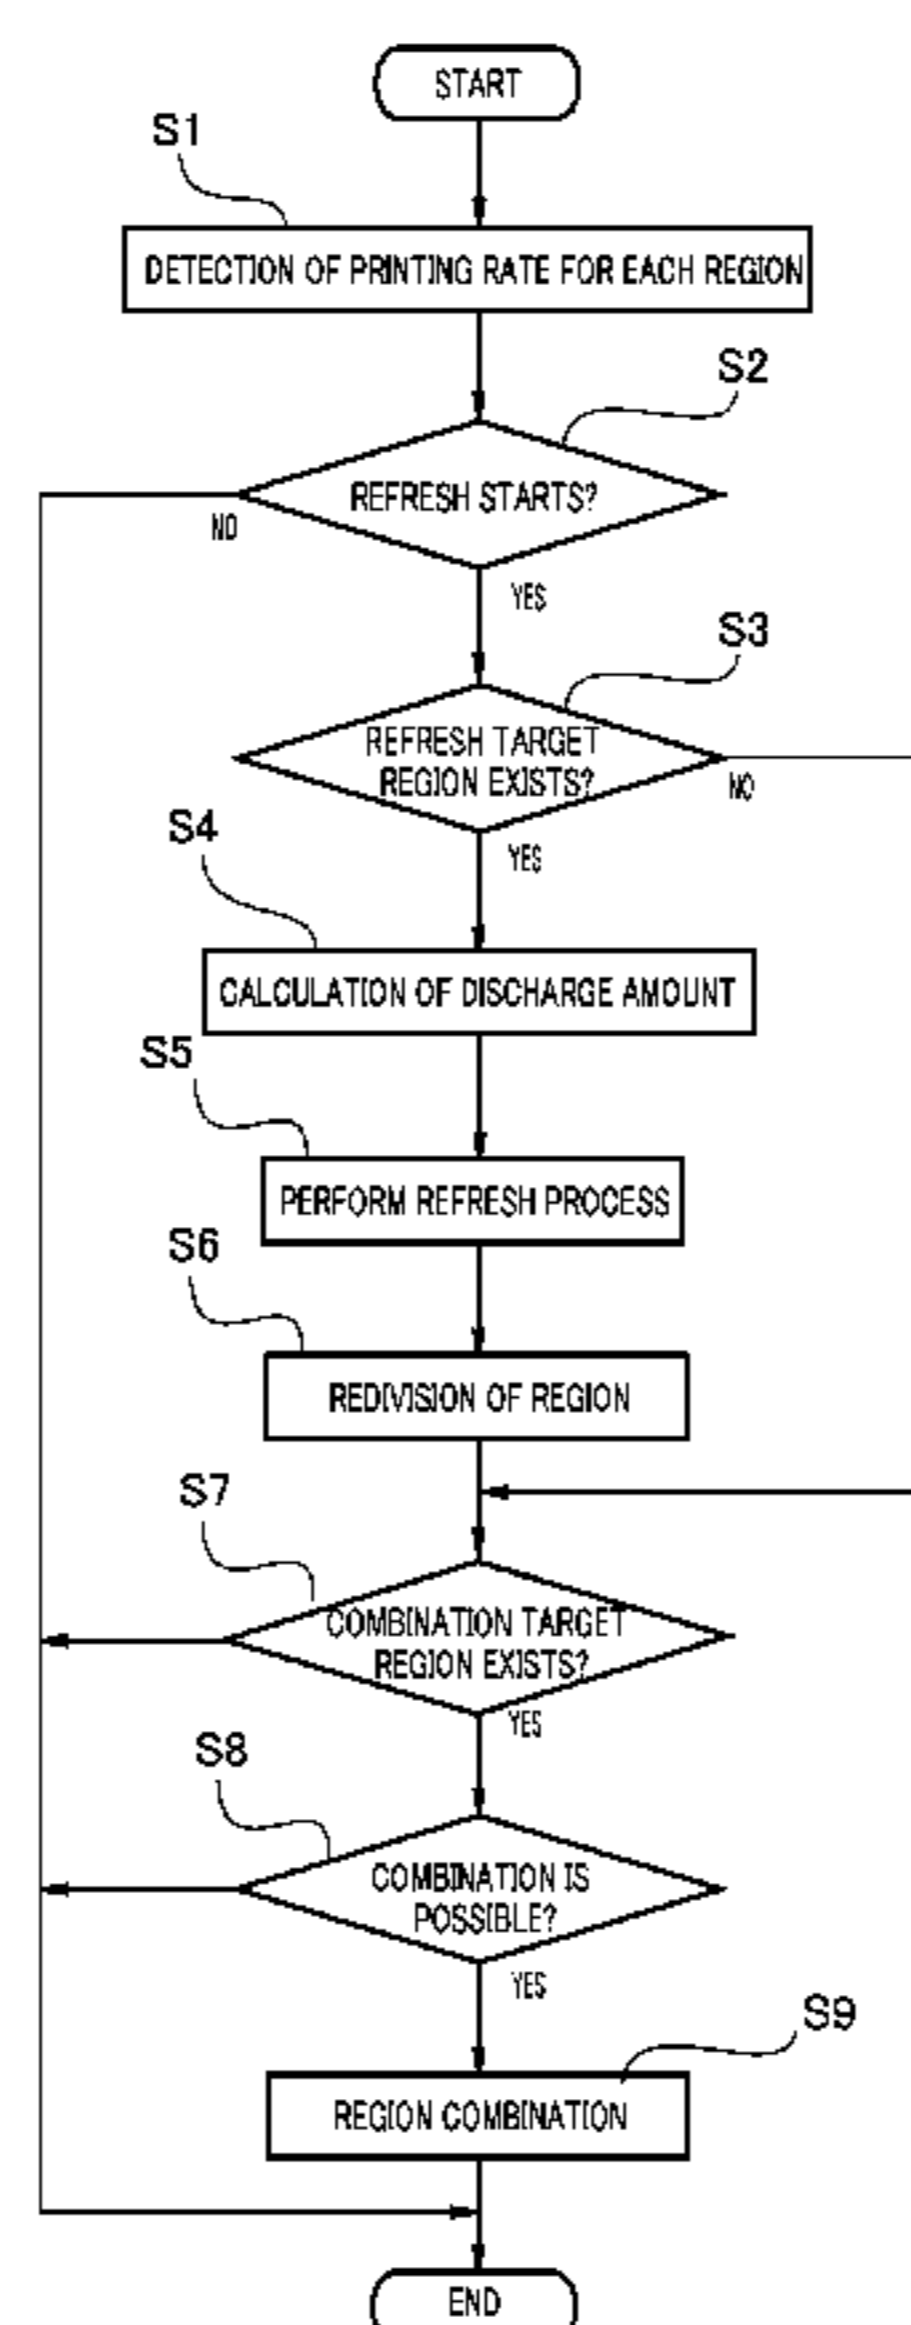 START
S1
DETECTION OF PRINTING RATE FOR EACH REGION
S2
REFRESH STARTS?
NO
YES
S3
REFRESH TARGET
REGION EXISTS?
NO
YES
S4
CALCULATION OF DISCHARGE AMOUNT
S5
PERFORM REFRESH PROCESS
S6
REDIVISION OF REGION
S7
COMBINATION TARGET
REGION EXISTS?
YES
S8
COMBINATION IS
POSSIBLE?
YES
S9
REGION COMBINATION
END